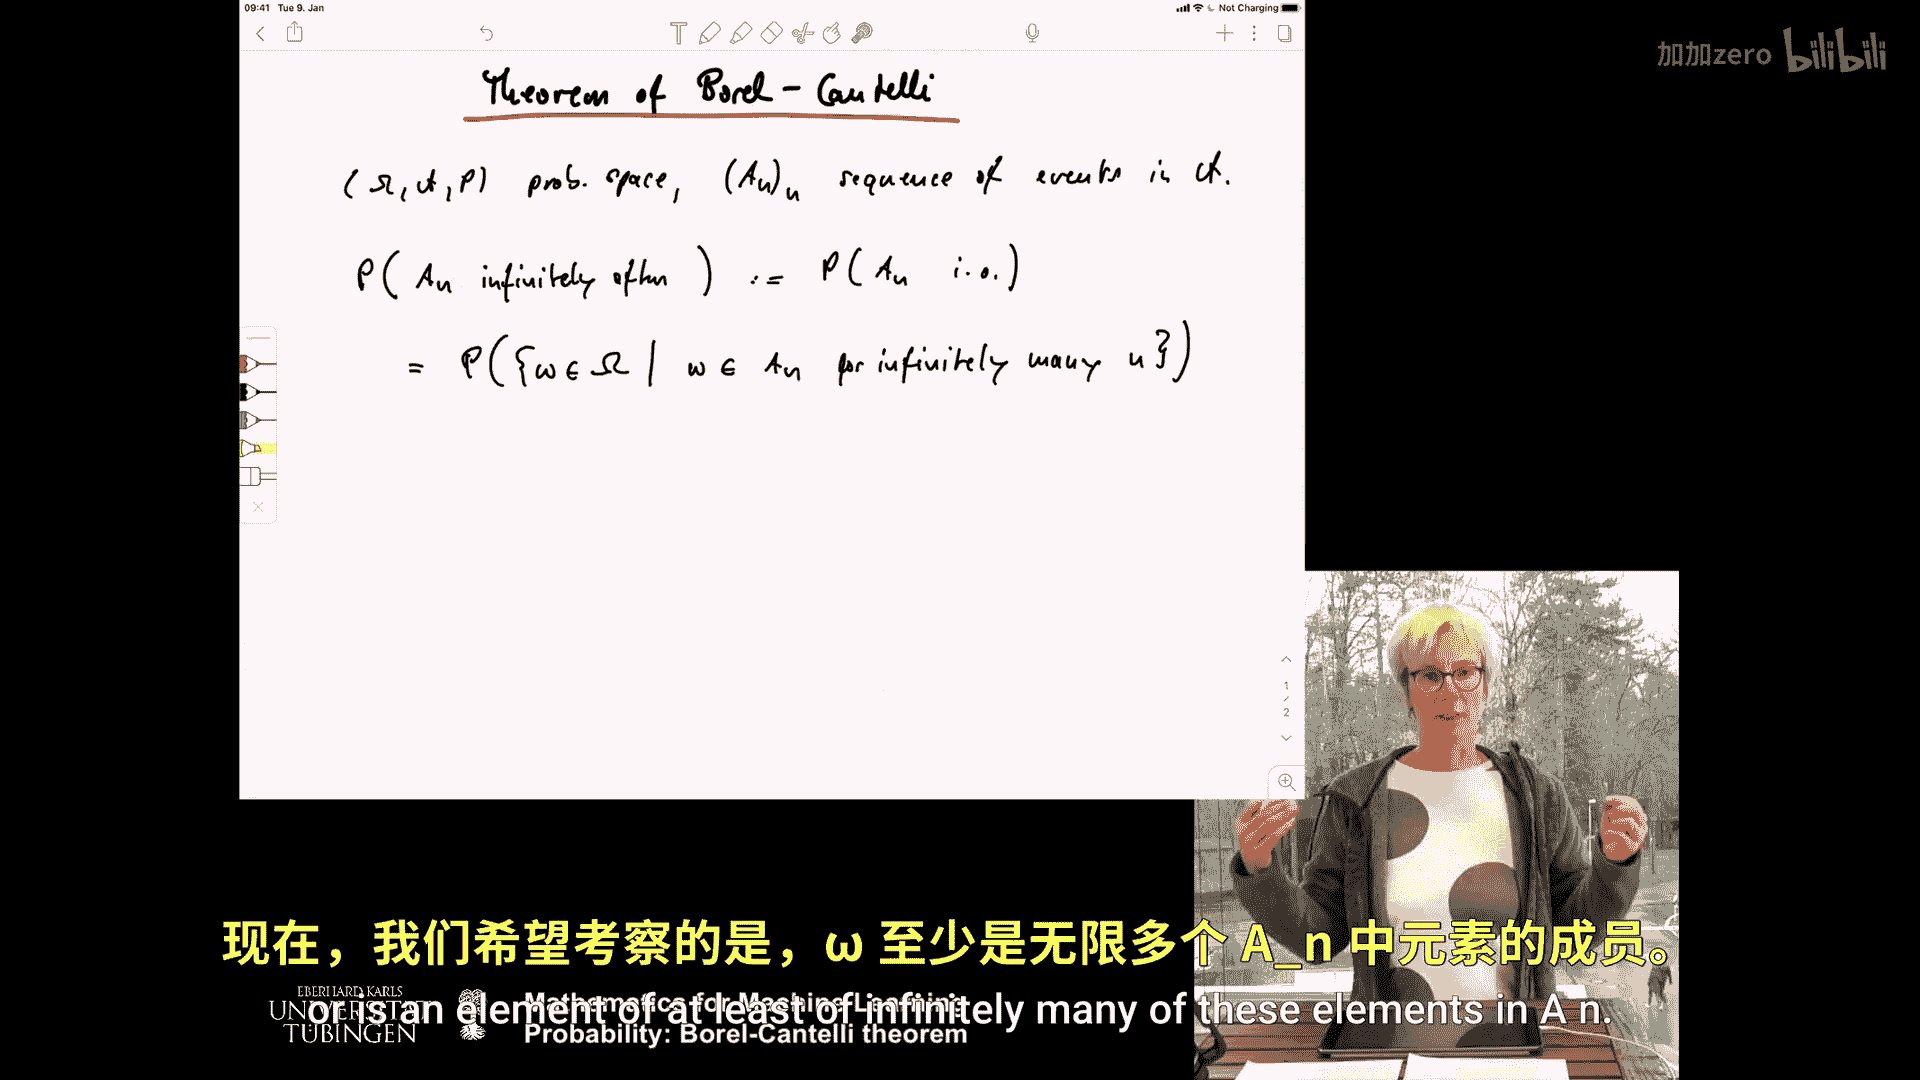 09:41 Tue 9. Jan
Not Charging
加加zero bilibili
Theorem of Borel - Cantelli
(Ω, 𝒜, P) prob. space, (An)n sequence of events in 𝒜.
P( An infinitely often ) := P( An i.o. )
= P({ω ∈ Ω | ω ∈ An for infinitely many n})
1
/
2
现在，我们希望考察的是，ω 至少是无限多个 A_n 中元素的成员。
or is an element of at least of infinitely many of these elements in A n.
EBERHARD KARLS
UNIVERSITÄT
TÜBINGEN
Mathematics for Machine Learning
Probability: Borel-Cantelli theorem